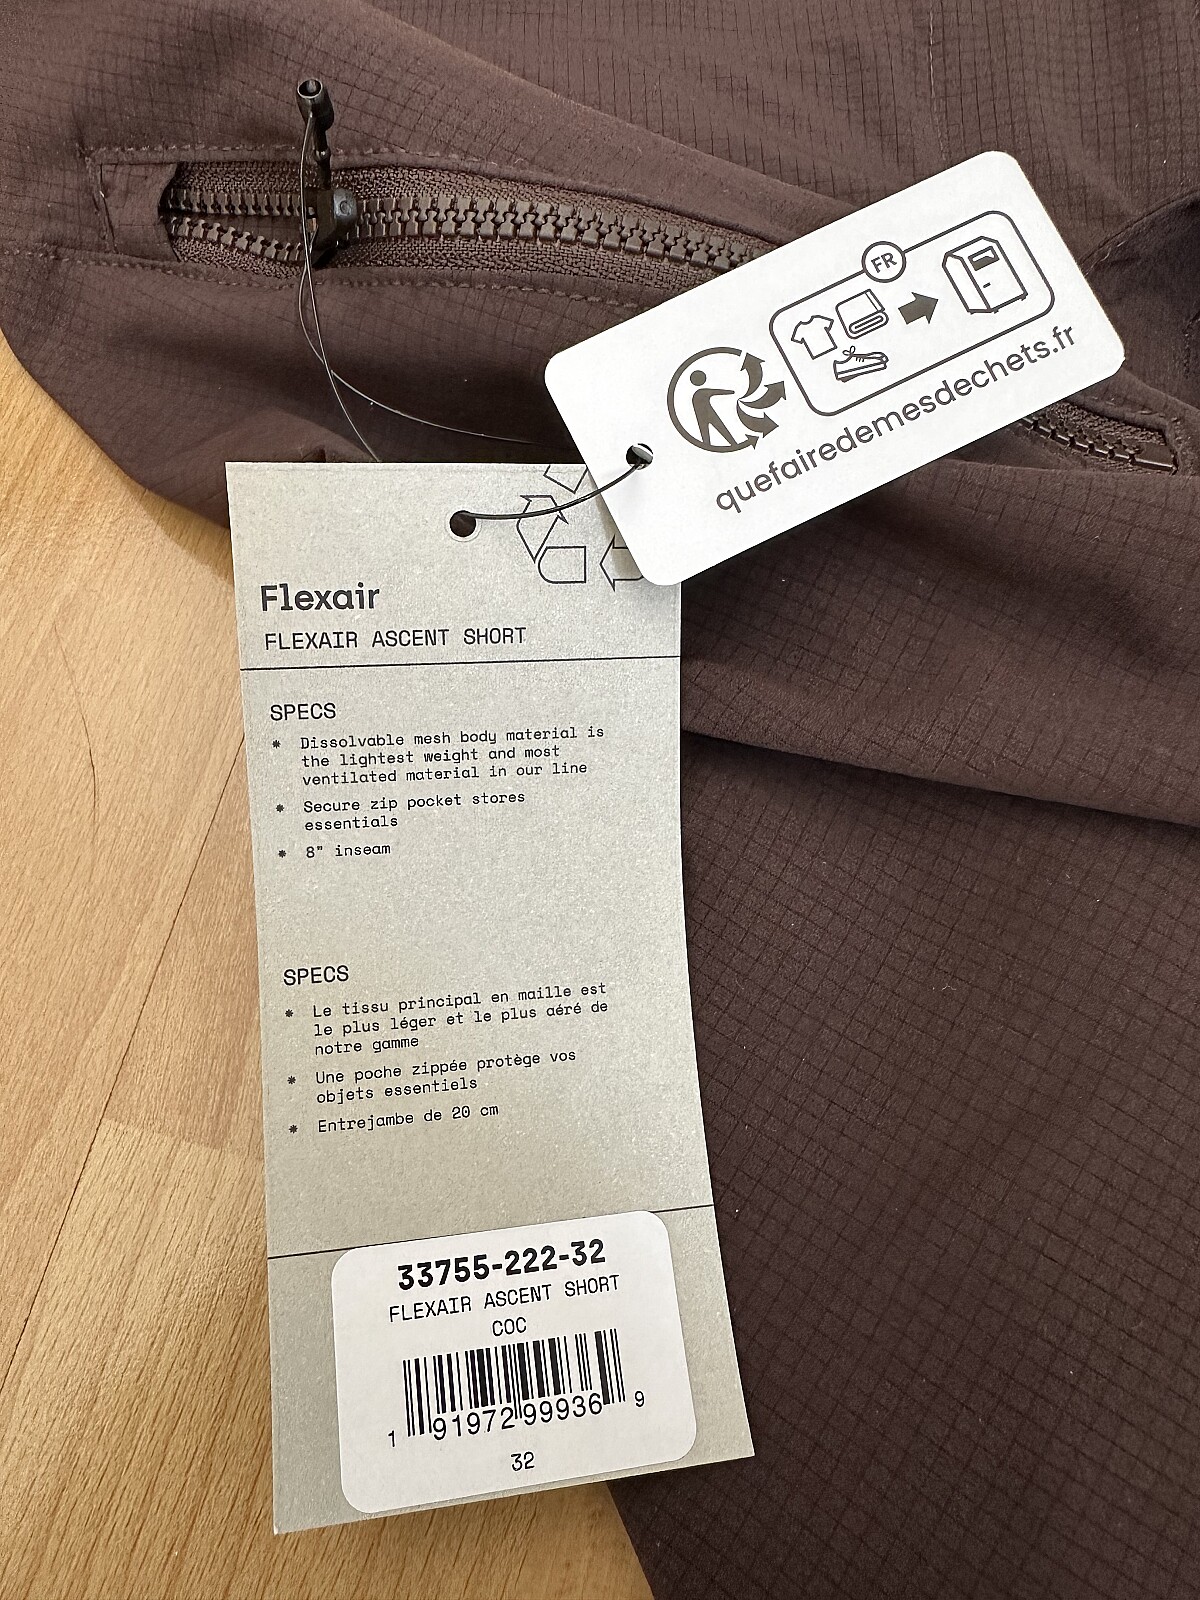 FR
quefairedemesdechets.fr
Flexair
FLEXAIR ASCENT SHORT
SPECS
* Dissolvable mesh body material is
the lightest weight and most
ventilated material in our line
* Secure zip pocket stores
essentials
* 8" inseam
SPECS
* Le tissu principal en maille est
le plus léger et le plus aéré de
notre gamme
* Une poche zippée protège vos
objets essentiels
* Entrejambe de 20 cm
33755-222-32
FLEXAIR ASCENT SHORT
COC
1 91972 99936 9
32